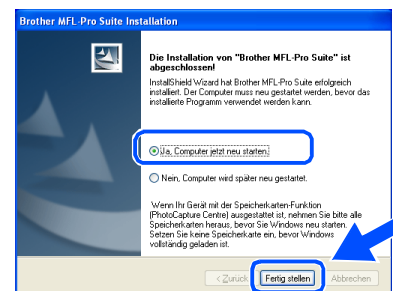 Brother MFL-Pro Suite Installation
Die Installation von "Brother MFL-Pro Suite" ist
abgeschlossen!
InstallShield Wizard hat Brother MFL-Pro Suite erfolgreich
installiert. Der Computer muss neu gestartet werden, bevor das
installierte Programm verwendet werden kann.
Ja, Computer jetzt neu starten.
Nein, Computer wird später neu gestartet.
Wenn Ihr Gerät mit der Speicherkarten-Funktion
(PhotoCapture Centre) ausgestattet ist, nehmen Sie bitte alle
Speicherkarten heraus, bevor Sie Windows neu starten.
Setzen Sie keine Speicherkarte ein, bevor Windows
vollständig geladen ist.
< Zurück Fertig stellen Abbrechen